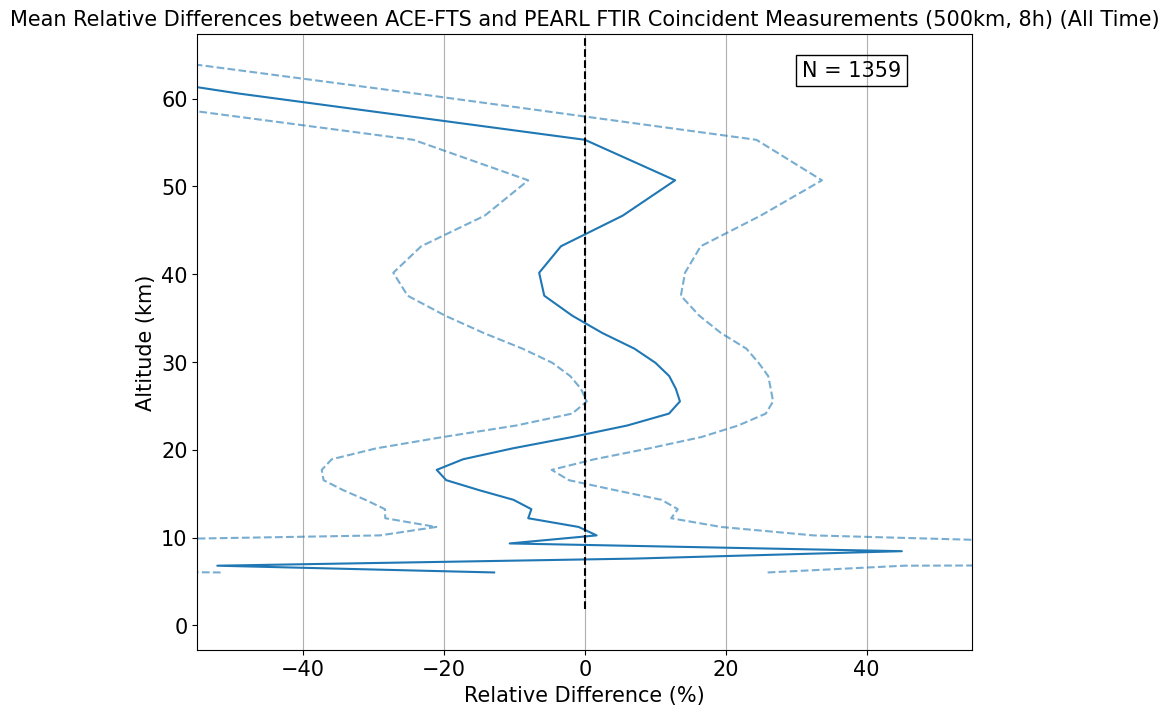 Mean Relative Differences between ACE-FTS and PEARL FTIR Coincident Measurements (500km, 8h) (All Time)
N = 1359
60
50
40
30
20
10
0
Altitude (km)
−40 −20 0 20 40
Relative Difference (%)